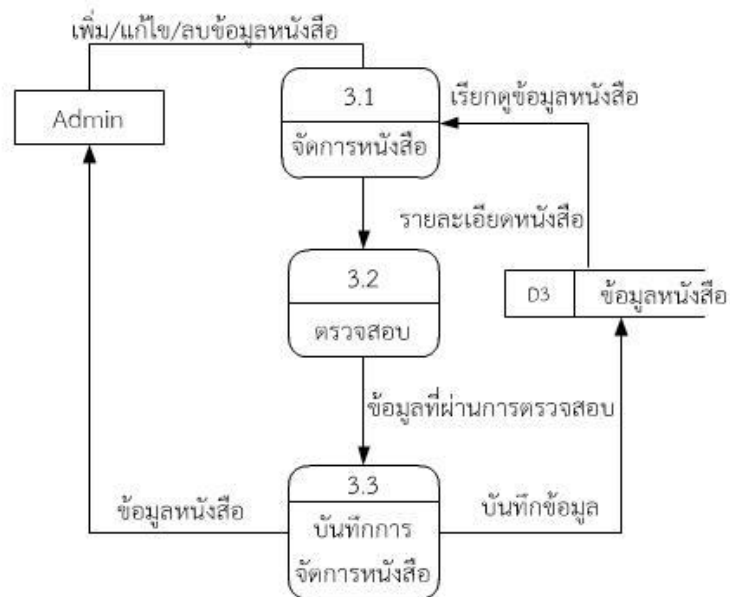 เพิ่ม/แก้ไข/ลบข้อมูลหนังสือ
Admin
3.1
จัดการหนังสือ
เรียกดูข้อมูลหนังสือ
รายละเอียดหนังสือ
3.2
ตรวจสอบ
D3
ข้อมูลหนังสือ
ข้อมูลที่ผ่านการตรวจสอบ
3.3
บันทึกการ
จัดการหนังสือ
ข้อมูลหนังสือ
บันทึกข้อมูล